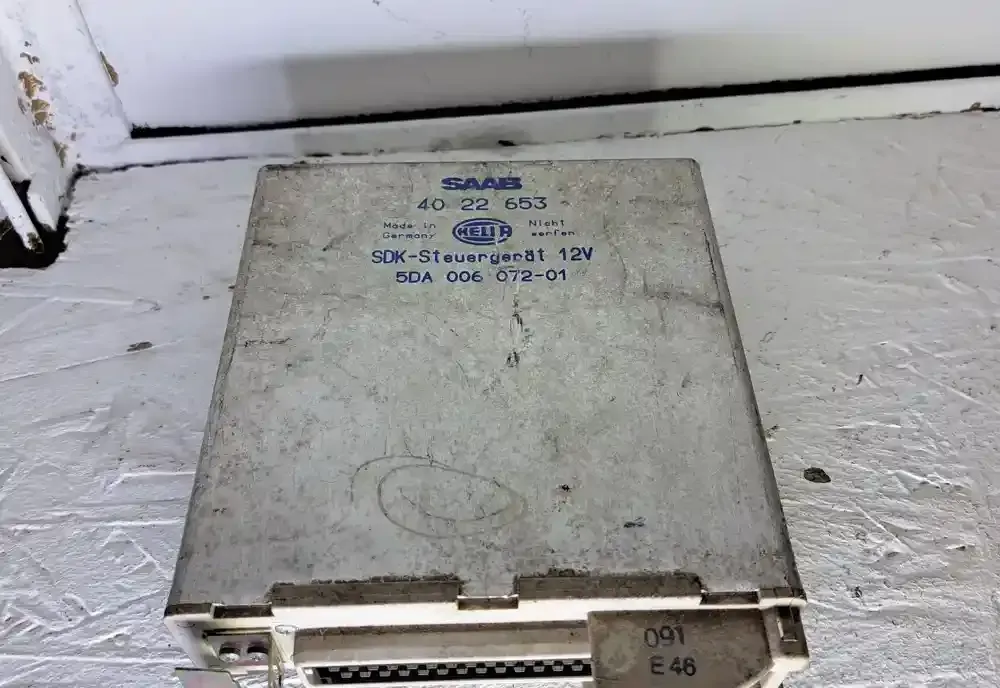 SAAB
40 22 653
Made in Germany HELLA Nicht werfen
SDK-Steuergerät 12V
5DA 006 072-01
091
E46